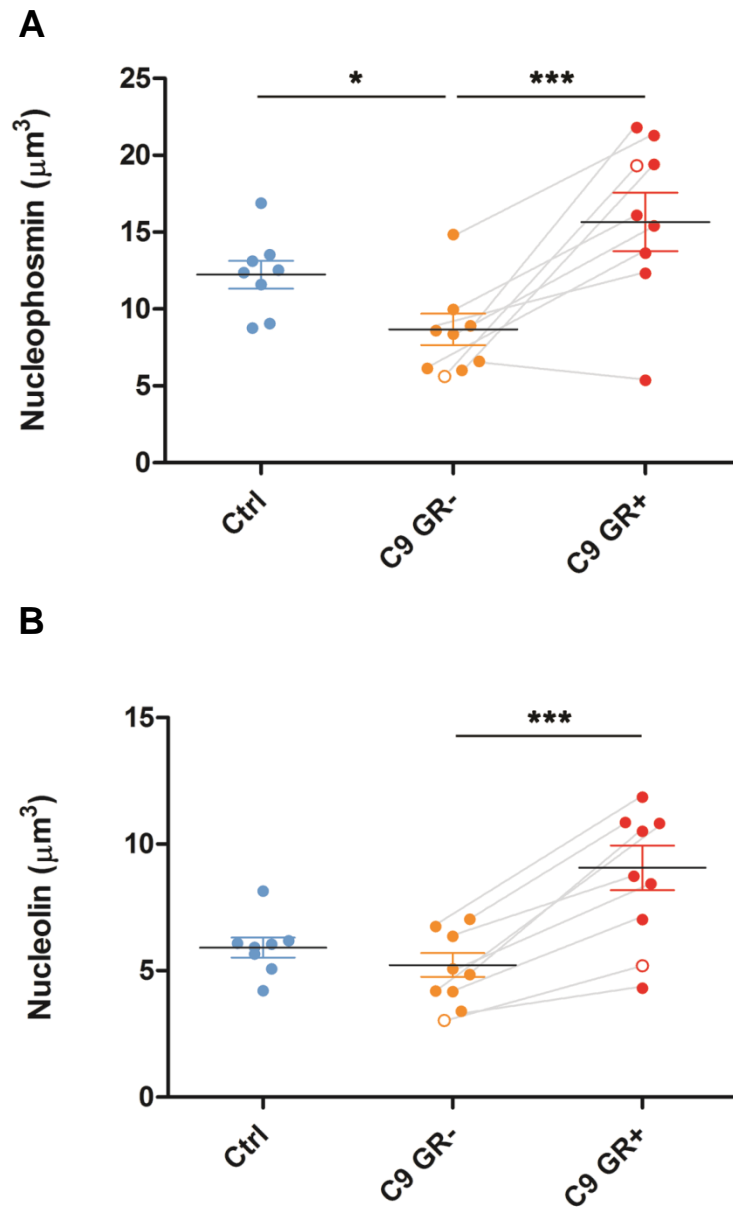 A
Nucleophosmin (μm³)
25
20
15
10
5
0
* ***
Ctrl
C9 GR-
C9 GR+
B
Nucleolin (μm³)
15
10
5
0
***
Ctrl
C9 GR-
C9 GR+